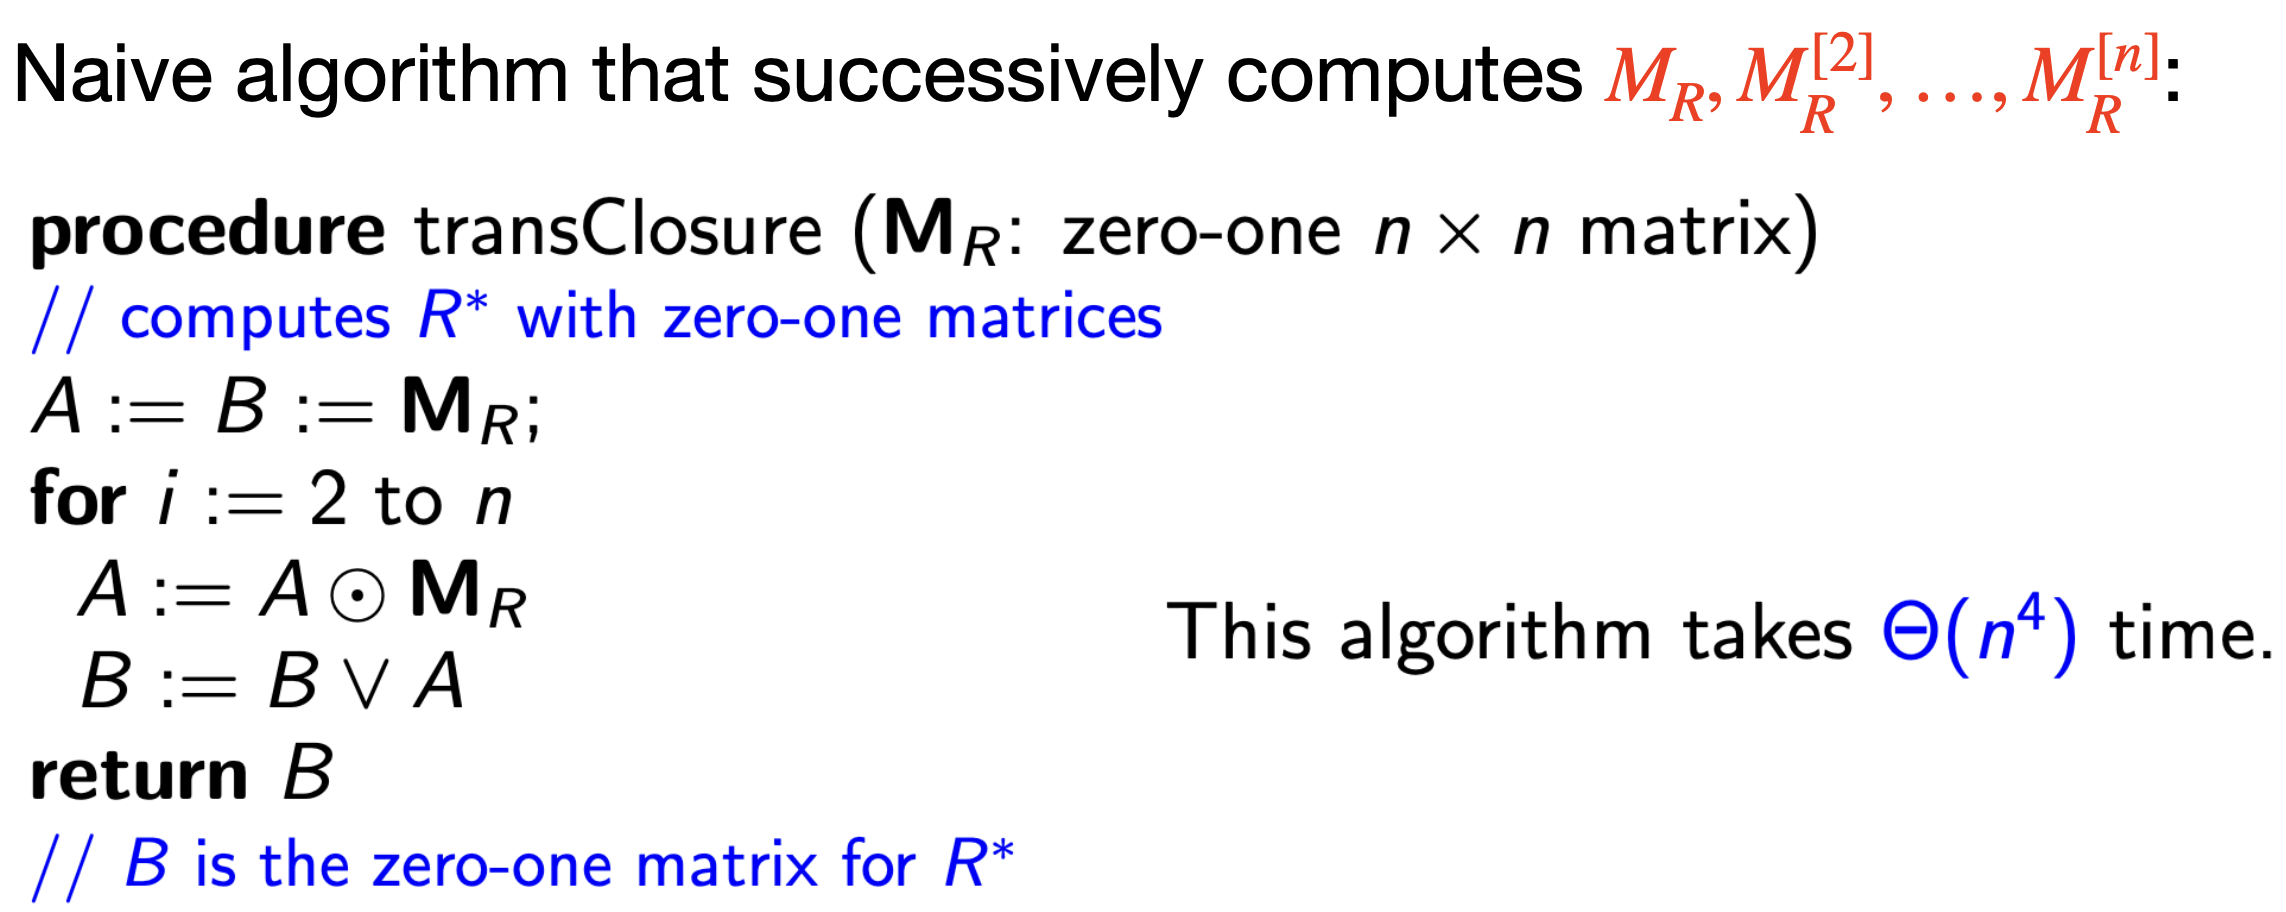 Naive algorithm that successively computes $M_R, M_R^{[2]}, \ldots, M_R^{[n]}$:
procedure transClosure ($\mathbf{M}_R$: zero-one $n \times n$ matrix)
// computes $R^*$ with zero-one matrices
$A := B := \mathbf{M}_R$;
for $i := 2$ to $n$
$A := A \odot \mathbf{M}_R$
This algorithm takes $\Theta(n^4)$ time.
$B := B \vee A$
return $B$
// $B$ is the zero-one matrix for $R^*$